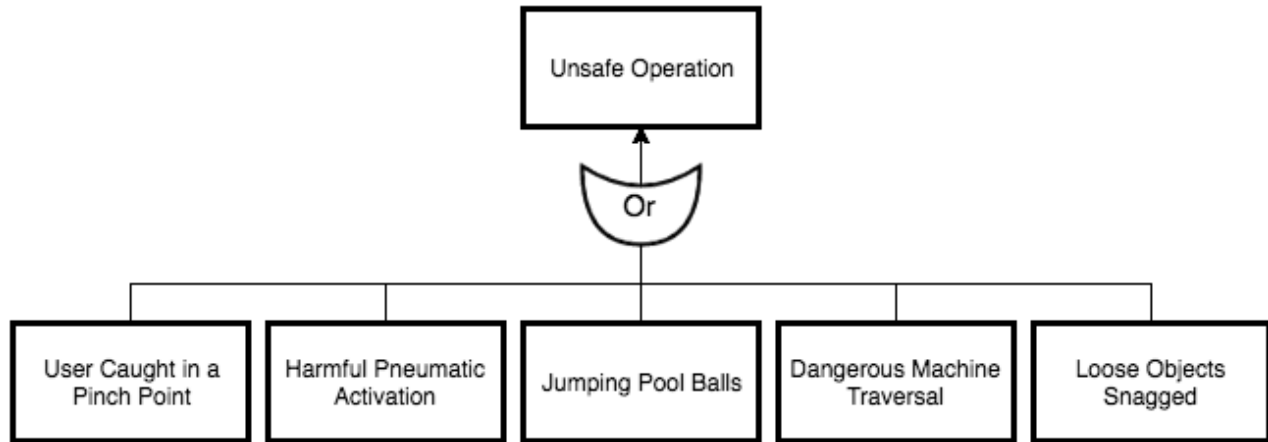 Unsafe Operation
Or
User Caught in a
Pinch Point
Harmful Pneumatic
Activation
Jumping Pool Balls
Dangerous Machine
Traversal
Loose Objects
Snagged